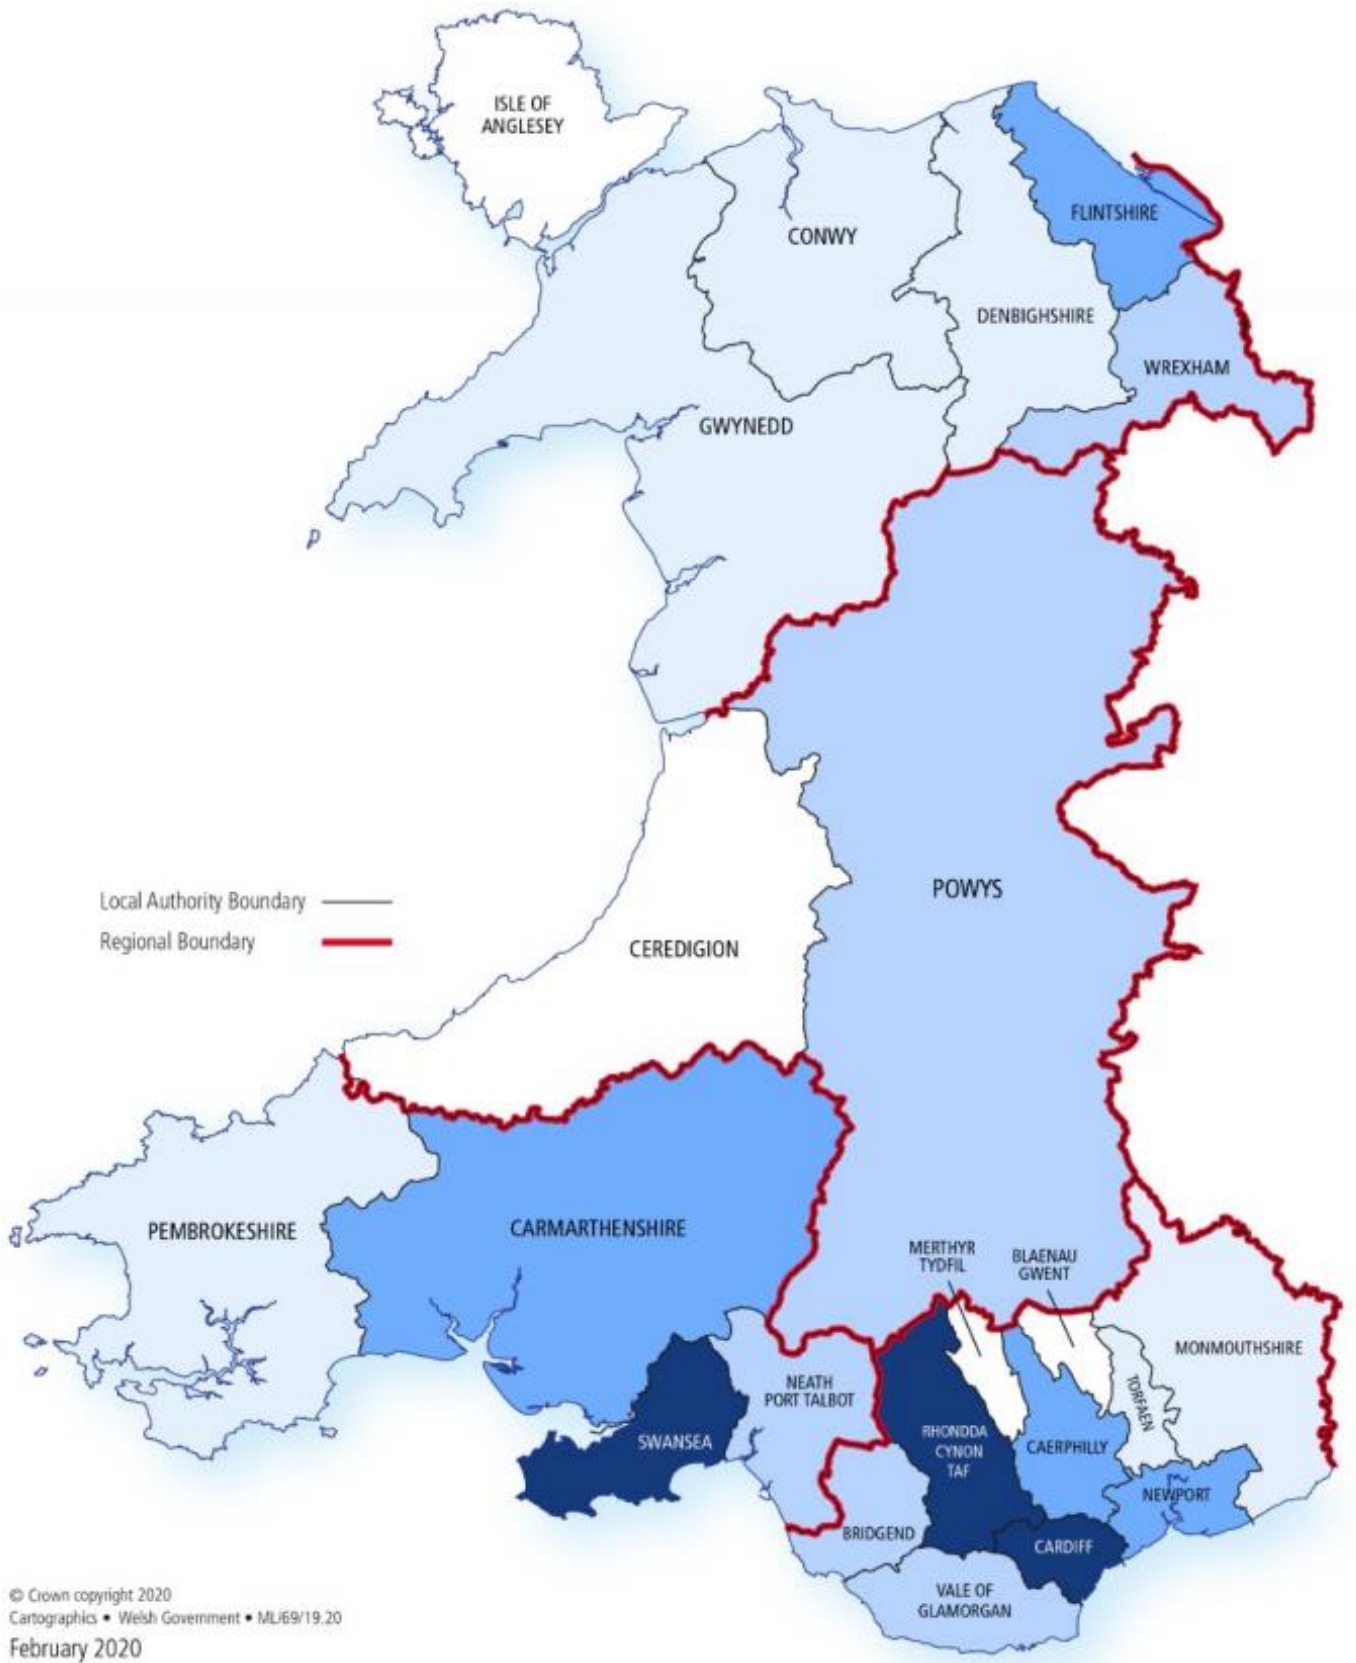 ISLE OF
ANGLESEY
FLINTSHIRE
CONWY
DENBIGHSHIRE
WREXHAM
GWYNEDD
POWYS
Local Authority Boundary
Regional Boundary
CEREDIGION
PEMBROKESHIRE
CARMARTHENSHIRE
MERTHYR
TYDFIL
BLAENAU
GWENT
MONMOUTHSHIRE
NEATH
PORT TALBOT
TORFAEN
SWANSEA
RHONDDA
CYNON
TAF
CAERPHILLY
NEWPORT
BRIDGEND
CARDIFF
VALE OF
GLAMORGAN
© Crown copyright 2020
Cartographics • Welsh Government • ML/69/19.20
February 2020